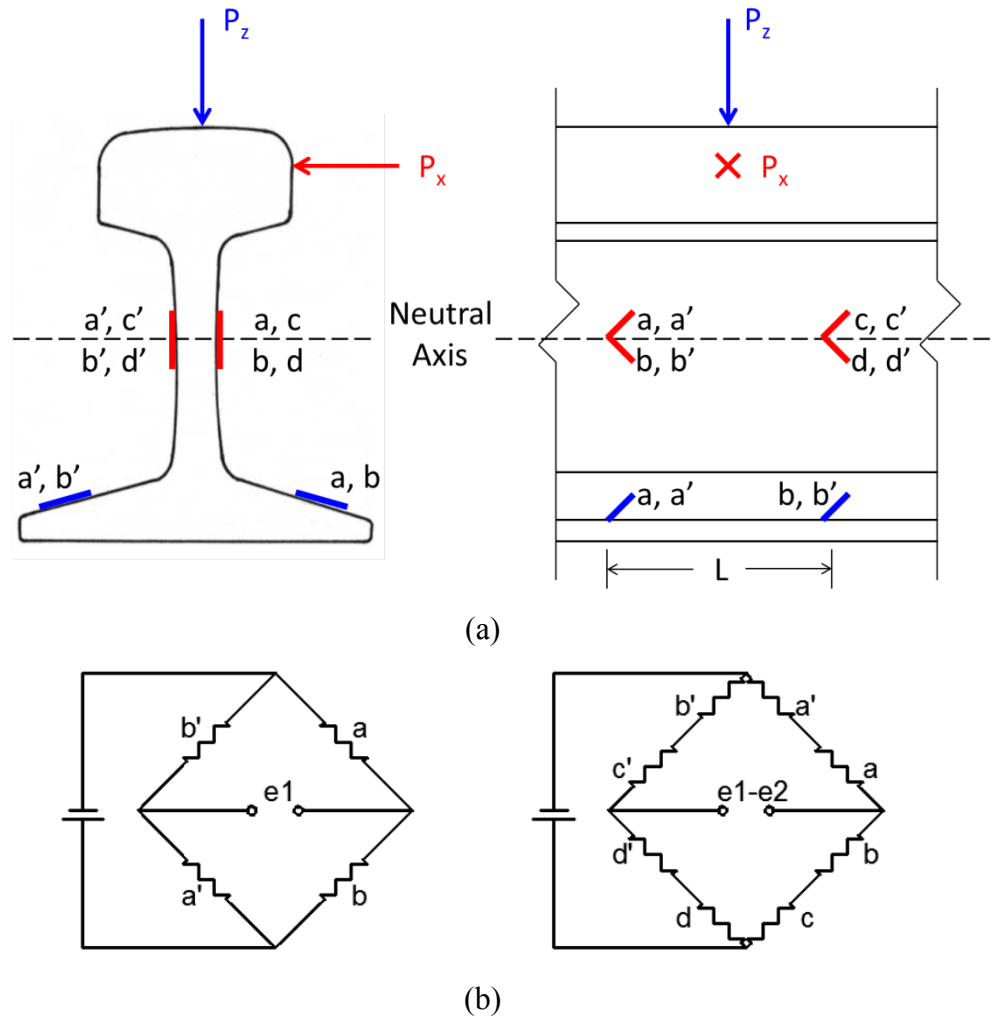 Pz Pz
Px Px
a’, c’ a, c Neutral a, a’ c, c’
b’, d’ b, d Axis b, b’ d, d’
a’, b’ a, b a, a’ b, b’
L
(a)
b' a b' a'
e1 c' e1-e2 a
a' b d' b
d c
(b)